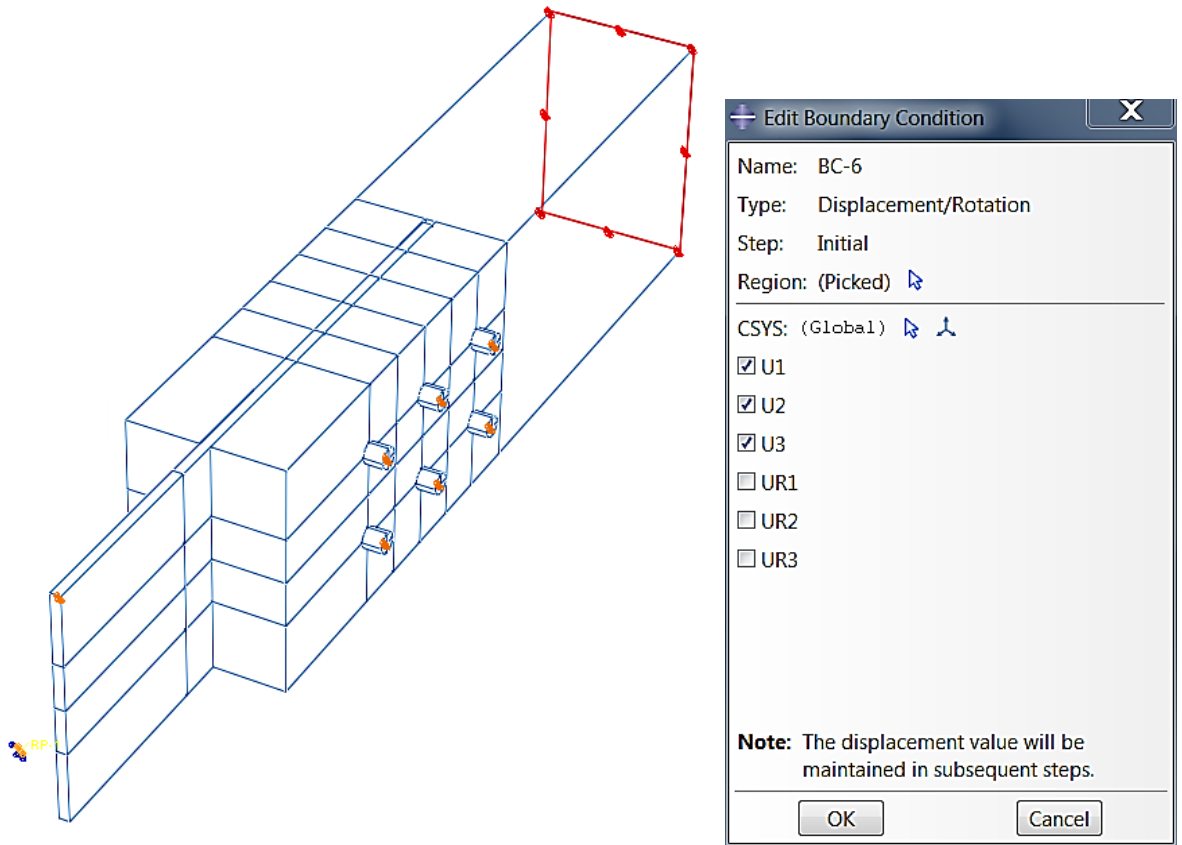 Edit Boundary Condition
Name: BC-6
Type: Displacement/Rotation
Step: Initial
Region: (Picked)
CSYS: (Global)
U1
U2
U3
UR1
UR2
UR3
Note: The displacement value will be
maintained in subsequent steps.
OK Cancel
RP-